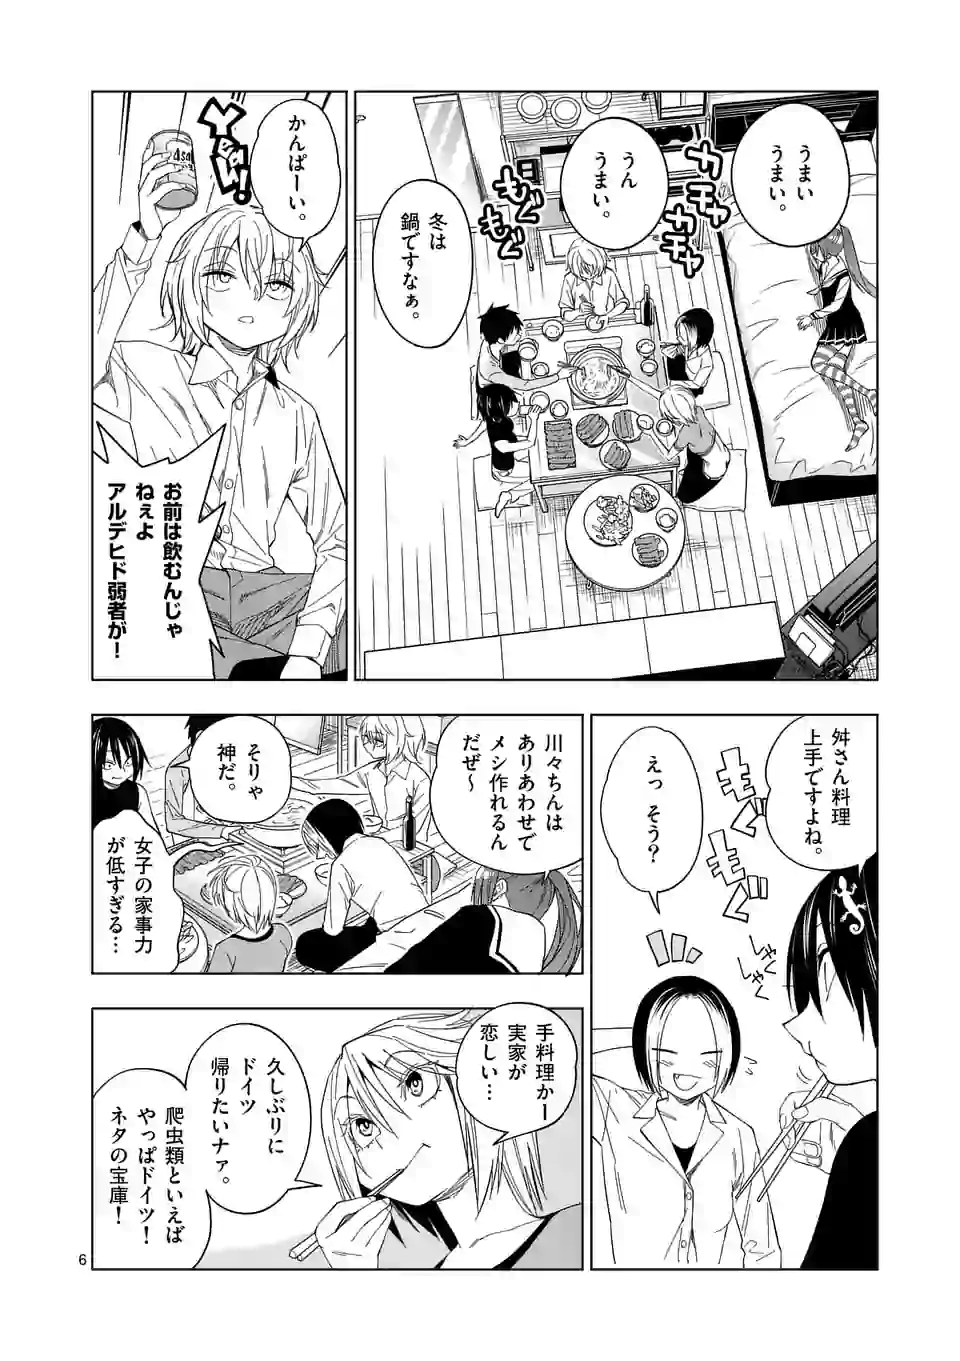 うまい
うまい。
カチャ
カチャ
うん
うまい。
もぐ
もぐ
冬は
鍋ですなぁ。
かんぱーい。
Yeah!
Asa
お前は飲むんじゃ
ねぇよ
アルデヒド弱者が!
舛さん料理
上手ですよね。
えっ そう?
もぐ
もぐ
しゃく
しゃく
川々ちんは
ありあわせで
メシ作れるん
だぜ〜
そりゃ
神だ。
女子の家事力
が低すぎる…
手料理かー
実家が
恋しい…
久しぶりに
ドイツ
帰りたいナァ。
爬虫類といえば
やっぱドイツ!
ネタの宝庫!
6